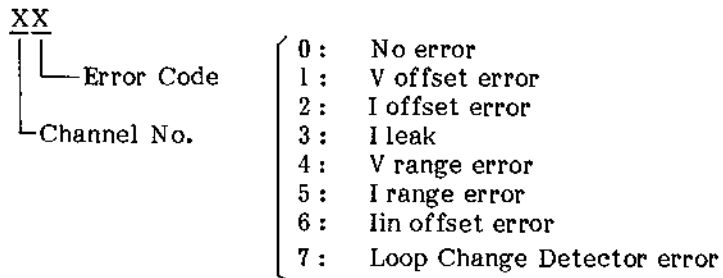 XX
Error Code
Channel No.
0 : No error
1 : V offset error
2 : I offset error
3 : I leak
4 : V range error
5 : I range error
6 : Iin offset error
7 : Loop Change Detector error